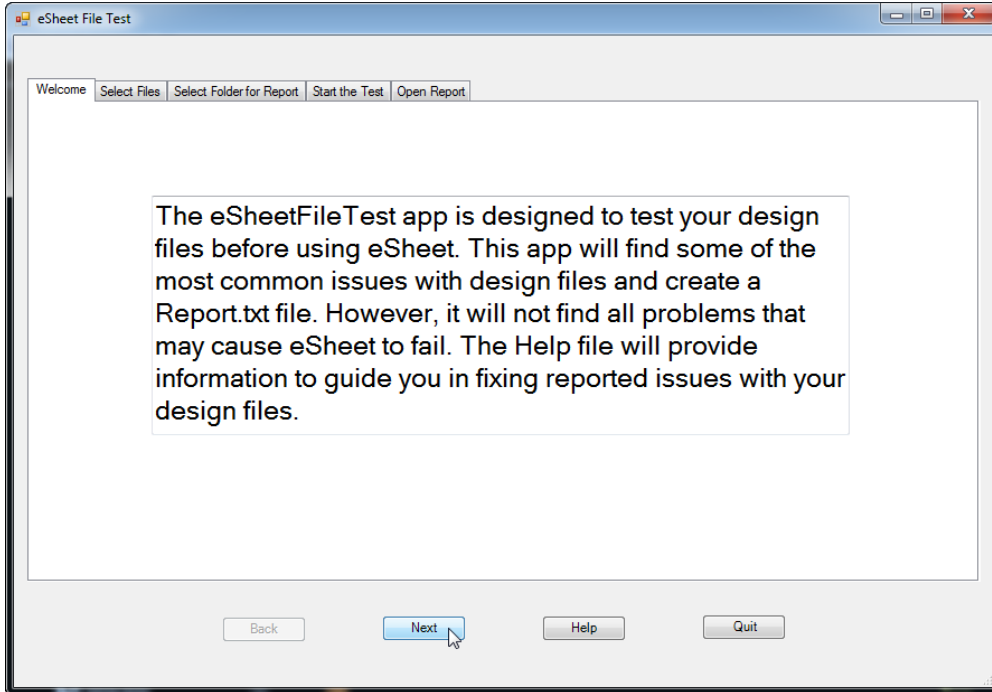 eSheet File Test
Welcome Select Files Select Folder for Report Start the Test Open Report
The eSheetFileTest app is designed to test your design
files before using eSheet. This app will find some of the
most common issues with design files and create a
Report.txt file. However, it will not find all problems that
may cause eSheet to fail. The Help file will provide
information to guide you in fixing reported issues with your
design files.
Back Next Help Quit